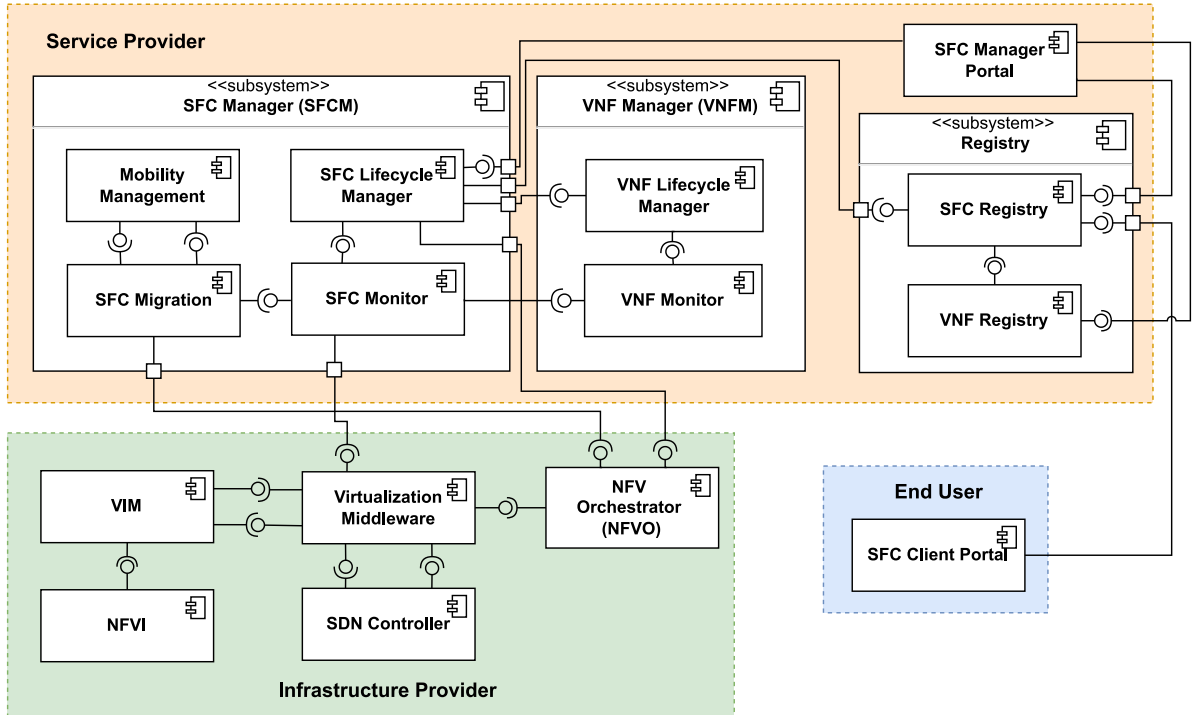 Service Provider
SFC Manager
Portal
<<subsystem>>
SFC Manager (SFCM)
<<subsystem>>
VNF Manager (VNFM)
<<subsystem>>
Registry
Mobility
Management
SFC Lifecycle
Manager
VNF Lifecycle
Manager
SFC Registry
SFC Migration
SFC Monitor
VNF Monitor
VNF Registry
VIM
Virtualization
Middleware
NFV
Orchestrator
(NFVO)
End User
SFC Client Portal
NFVI
SDN Controller
Infrastructure Provider